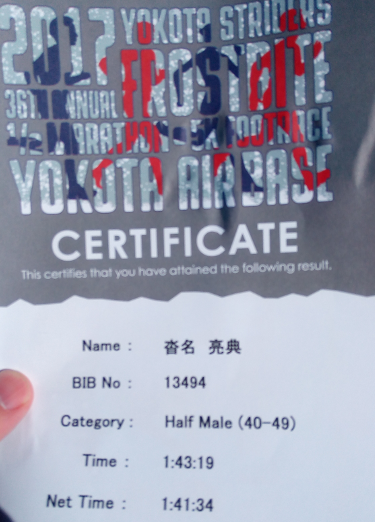 2017 YOKOTA STRIDERS
FROSTBITE
36TH ANNUAL
1/2 MARATHON - 5K FOOTRACE
YOKOTA AIR BASE
CERTIFICATE
This certifies that you have attained the following result.
Name : 沓名 亮典
BIB No : 13494
Category : Half Male (40-49)
Time : 1:43:19
Net Time : 1:41:34